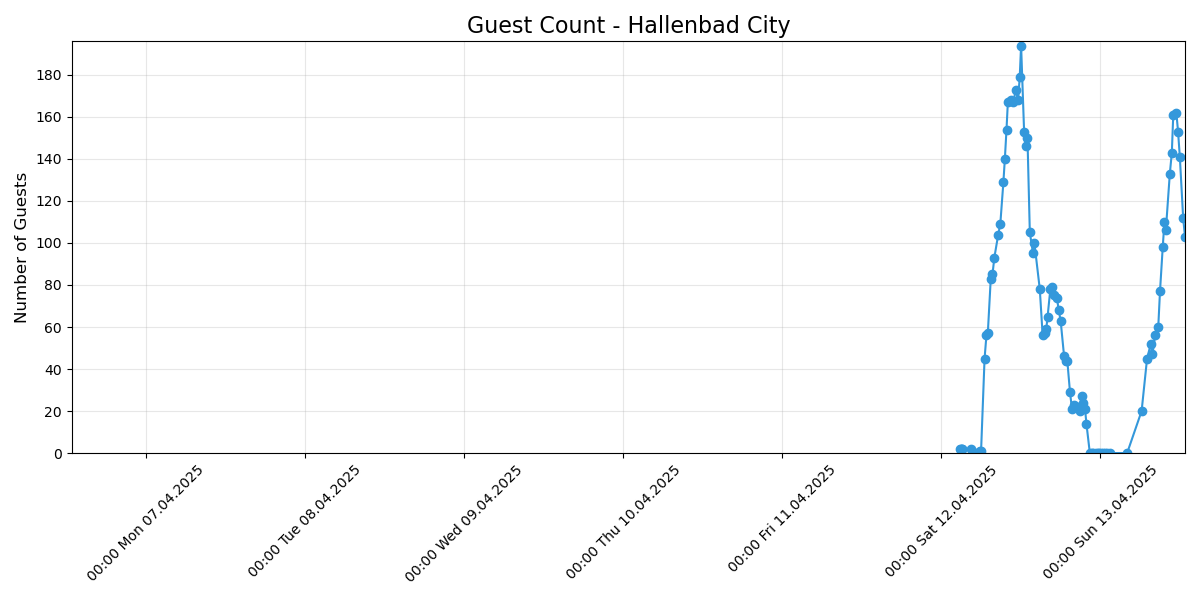 Guest Count - Hallenbad City
Number of Guests
180
160
140
120
100
80
60
40
20
0
00:00 Mon 07.04.2025
00:00 Tue 08.04.2025
00:00 Wed 09.04.2025
00:00 Thu 10.04.2025
00:00 Fri 11.04.2025
00:00 Sat 12.04.2025
00:00 Sun 13.04.2025